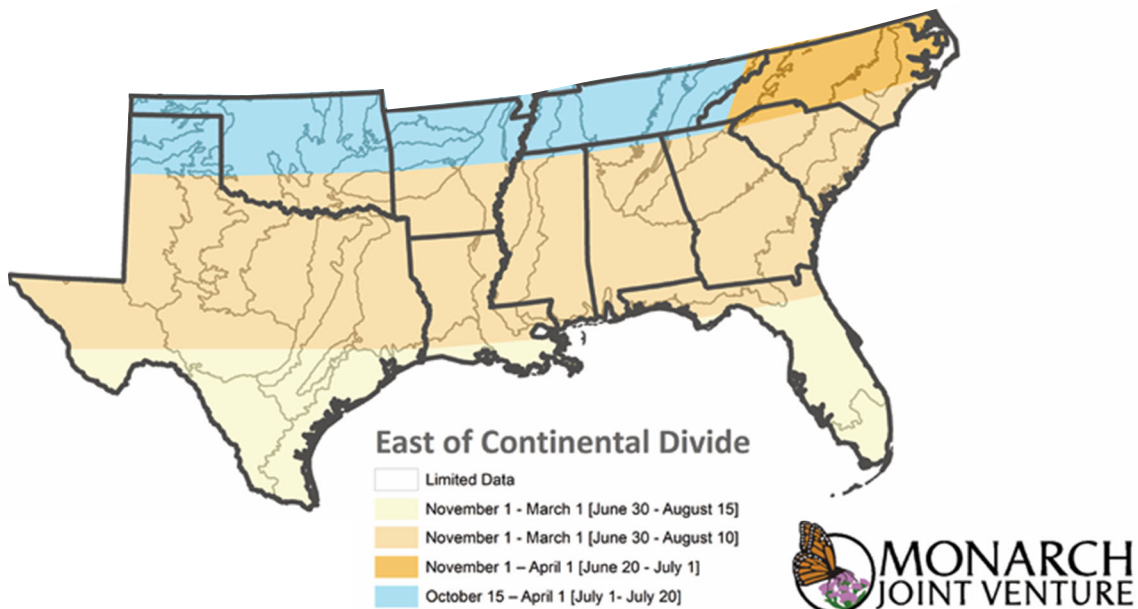 East of Continental Divide
Limited Data
November 1 - March 1 [June 30 - August 15]
November 1 - March 1 [June 30 - August 10]
November 1 – April 1 [June 20 - July 1]
October 15 – April 1 [July 1- July 20]
MONARCH
JOINT VENTURE